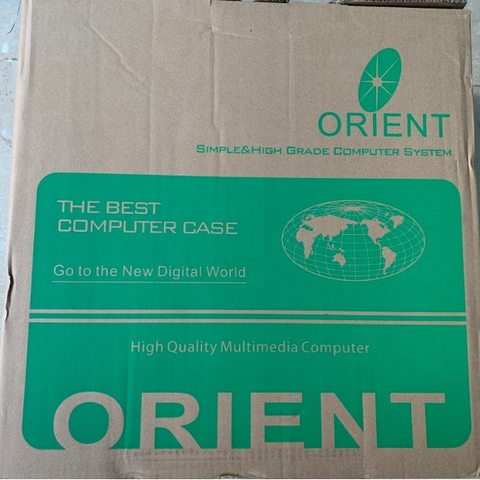 ORIENT
SIMPLE&HIGH GRADE COMPUTER SYSTEM
THE BEST
COMPUTER CASE
Go to the New Digital World
High Quality Multimedia Computer
ORIENT